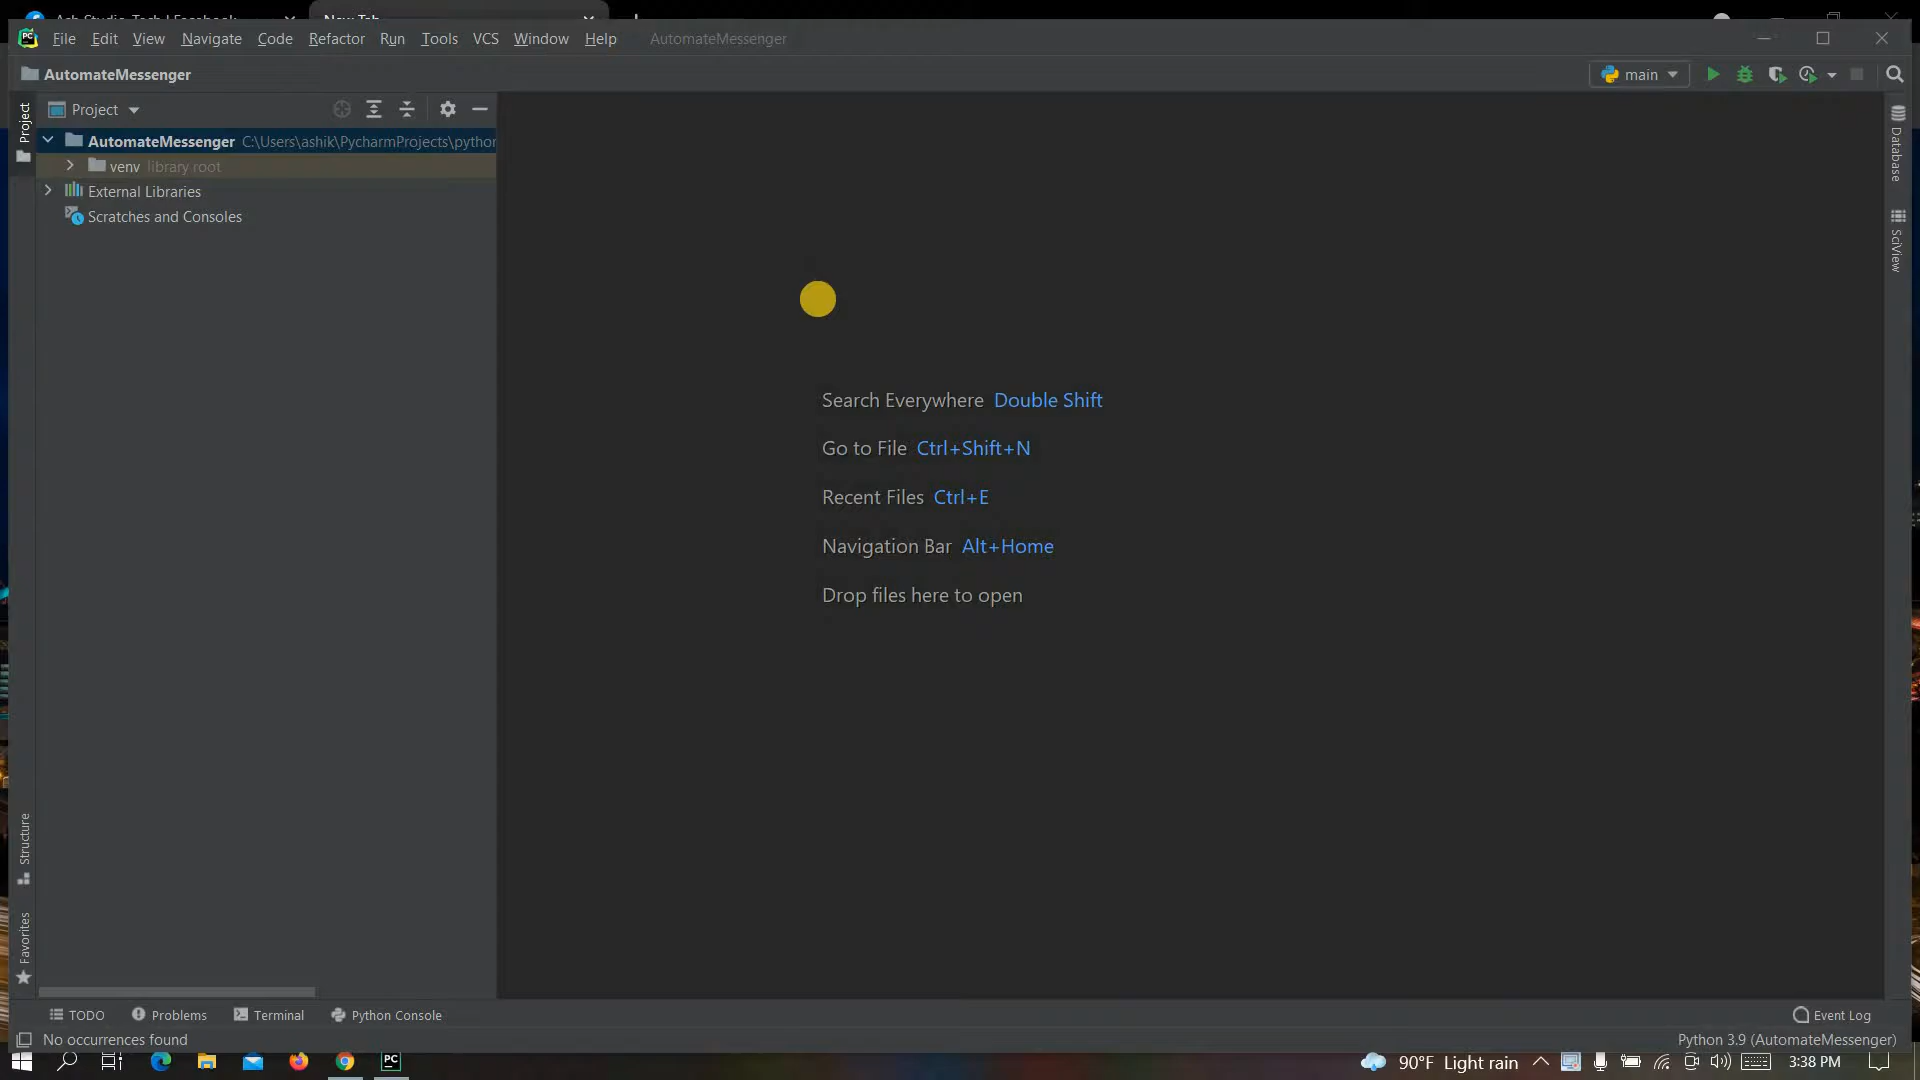 File Edit View Navigate Code Refactor Run Tools VCS Window Help AutomateMessenger
AutomateMessenger
main
Project
AutomateMessenger C:\Users\ashik\PycharmProjects\python
venv library root
External Libraries
Scratches and Consoles
Project
Structure
Favorites
Search Everywhere Double Shift
Go to File Ctrl+Shift+N
Recent Files Ctrl+E
Navigation Bar Alt+Home
Drop files here to open
Database
SciView
TODO Problems Terminal Python Console
Event Log
No occurrences found
Python 3.9 (AutomateMessenger)
90°F Light rain
3:38 PM